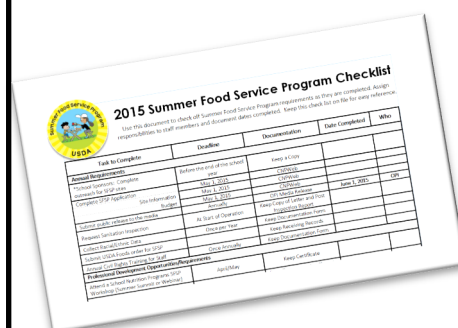 Summer Food Service Program
USDA
2015 Summer Food Service Program Checklist
Use this document to check off Summer Food Service Program requirements as they are completed. Assign
responsibilities to staff members and document dates completed. Keep this check list on file for easy reference.
Task to Complete Deadline Documentation Date Completed Who
Annual Requirements
*School Sponsors: Complete outreach for SFSP sites Before the end of the school year Keep a Copy
Complete SFSP Application May 1, 2015 CNPWeb
Site Information May 1, 2015 CNPWeb
Budget May 1, 2015 CNPWeb
Submit public release to the media Annually DPI Media Release June 1, 2015 DPI
Request Sanitation Inspection At Start of Operation Keep Copy of Letter and Post Inspection Report
Collect Racial/Ethnic Data Once per Year Keep Documentation Form
Submit USDA Foods order for SFSP Keep Receiving Records
Annual Civil Rights Training for Staff Once Annually Keep Documentation Form
Professional Development Opportunities/Requirements
Attend a School Nutrition Programs SFSP Workshop (Summer Summit or Webinar) April/May Keep Certificate